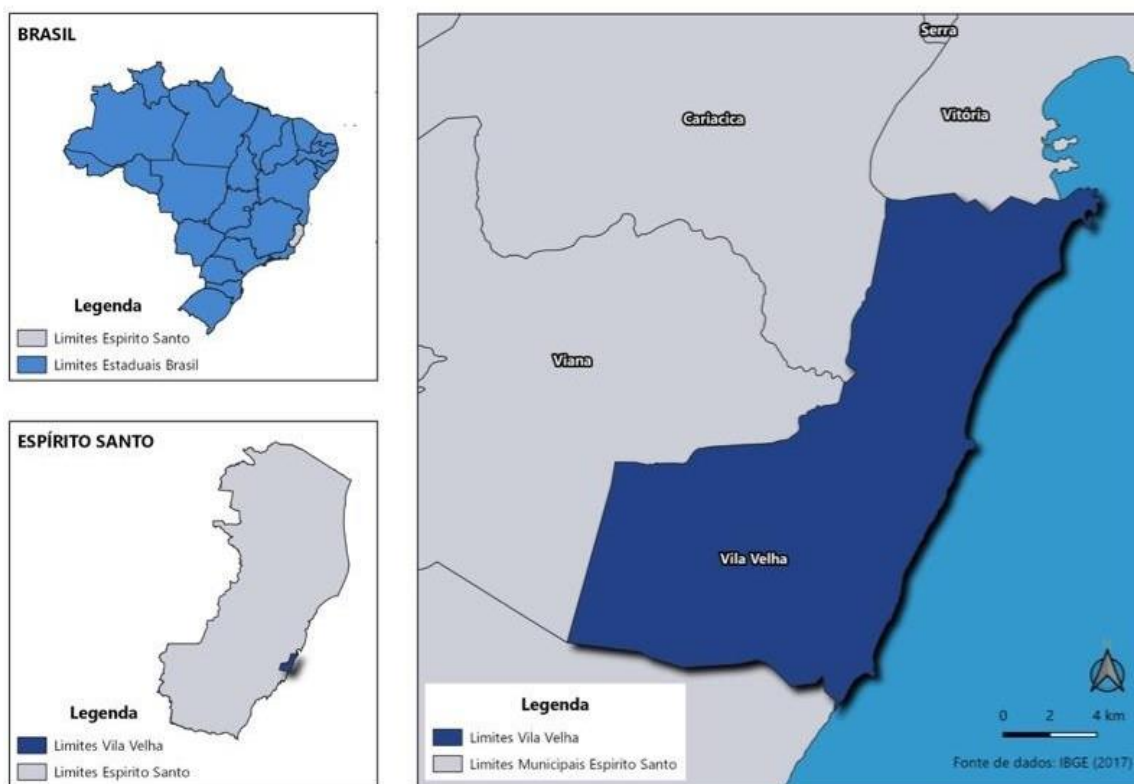 BRASIL
Legenda
Limites Espirito Santo
Limites Estaduais Brasil
ESPÍRITO SANTO
Legenda
Limites Vila Velha
Limites Espirito Santo
Serra
Cariacica
Vitória
Viana
Vila Velha
Legenda
Limites Vila Velha
Limites Municipais Espirito Santo
N
0 2 4 km
Fonte de dados: IBGE (2017)